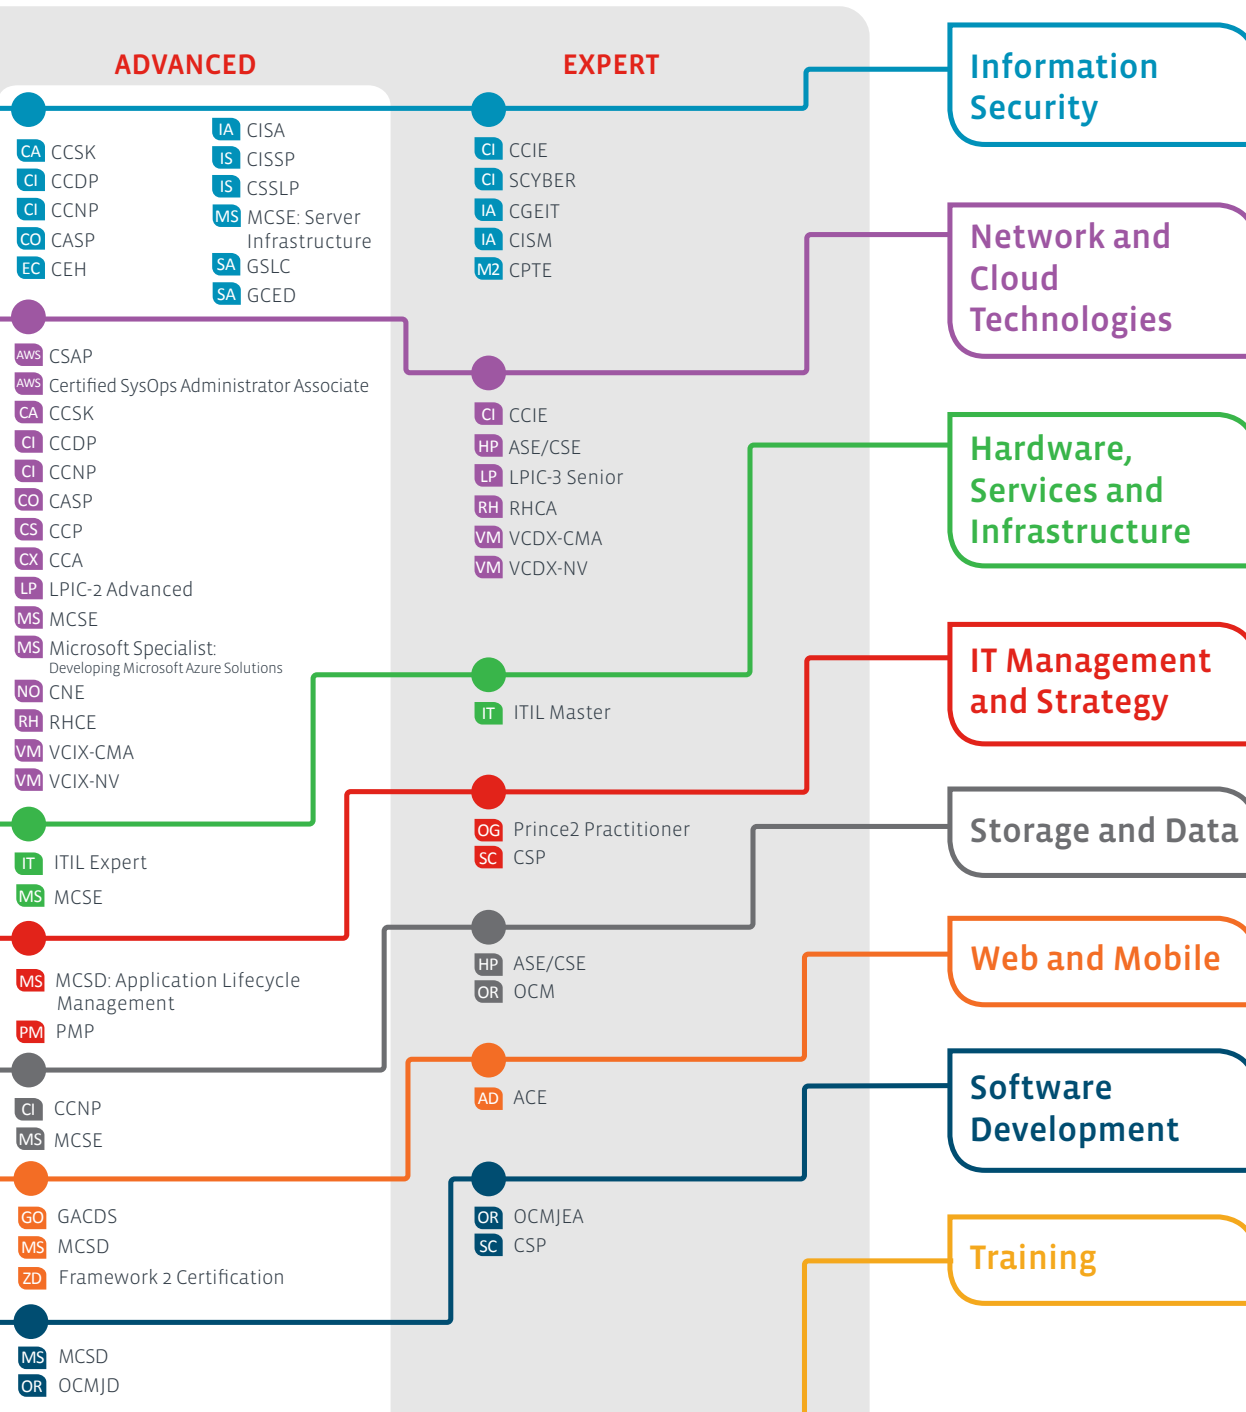 ADVANCED
CA CCSK
CI CCDP
CI CCNP
CO CASP
EC CEH
IA CISA
IS CISSP
IS CSSLP
MS MCSE: Server
Infrastructure
SA GSLC
SA GCED
AWS CSAP
AWS Certified SysOps Administrator Associate
CA CCSK
CI CCDP
CI CCNP
CO CASP
CS CCP
CX CCA
LP LPIC-2 Advanced
MS MCSE
MS Microsoft Specialist:
Developing Microsoft Azure Solutions
NO CNE
RH RHCE
VM VCIX-CMA
VM VCIX-NV
IT ITIL Expert
MS MCSE
MS MCSD: Application Lifecycle
Management
PM PMP
CI CCNP
MS MCSE
GO GACDS
MS MCSD
ZD Framework 2 Certification
MS MCSD
OR OCMJD
EXPERT
CI CCIE
CI SCYBER
IA CGEIT
IA CISM
M2 CPTE
CI CCIE
HP ASE/CSE
LP LPIC-3 Senior
RH RHCA
VM VCDX-CMA
VM VCDX-NV
IT ITIL Master
OG Prince2 Practitioner
SC CSP
HP ASE/CSE
OR OCM
AD ACE
OR OCMJEA
SC CSP
Information
Security
Network and
Cloud
Technologies
Hardware,
Services and
Infrastructure
IT Management
and Strategy
Storage and Data
Web and Mobile
Software
Development
Training